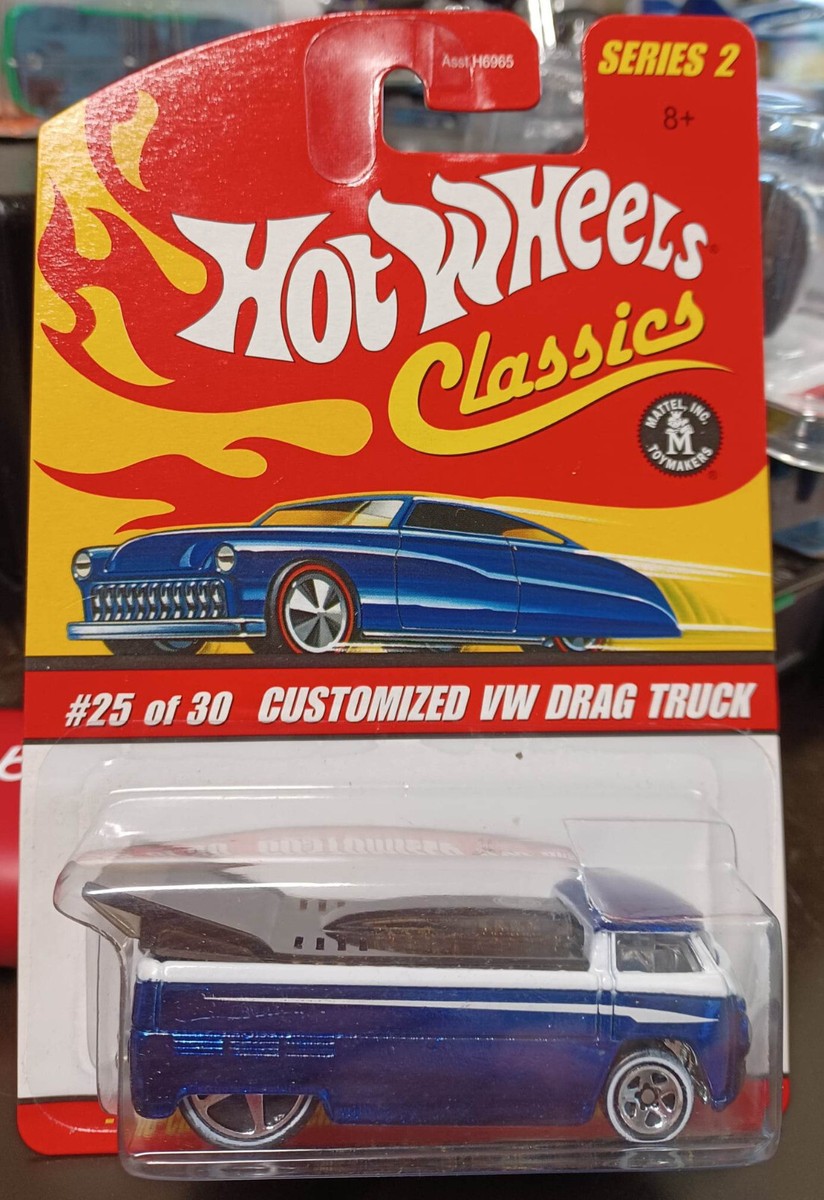 Asst.H6965
SERIES 2
8+
Hot Wheels
Classics
MATTEL, INC.
M
TOYMAKERS
#25 of 30 CUSTOMIZED VW DRAG TRUCK